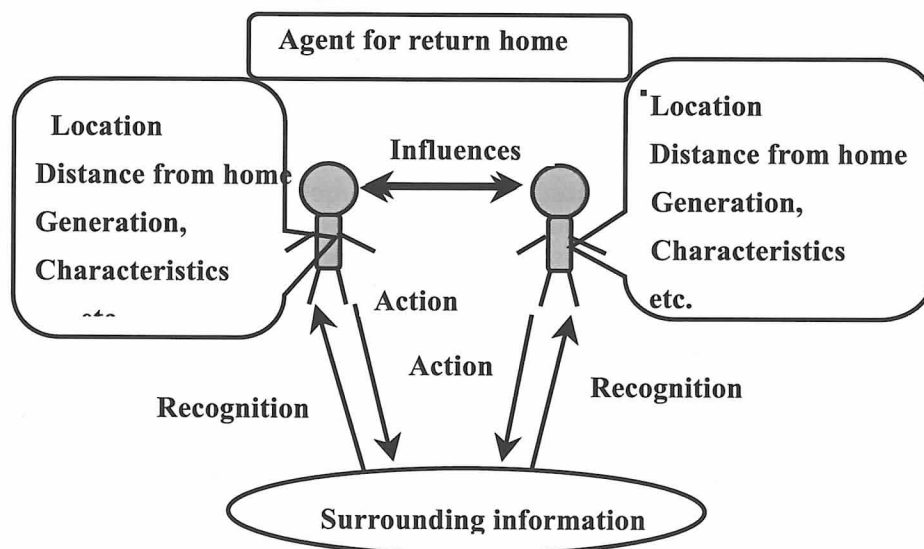 Agent for return home
Location
Distance from home
Generation,
Characteristics
Influences
Location
Distance from home
Generation,
Characteristics
etc.
Action
Action
Recognition
Recognition
Surrounding information